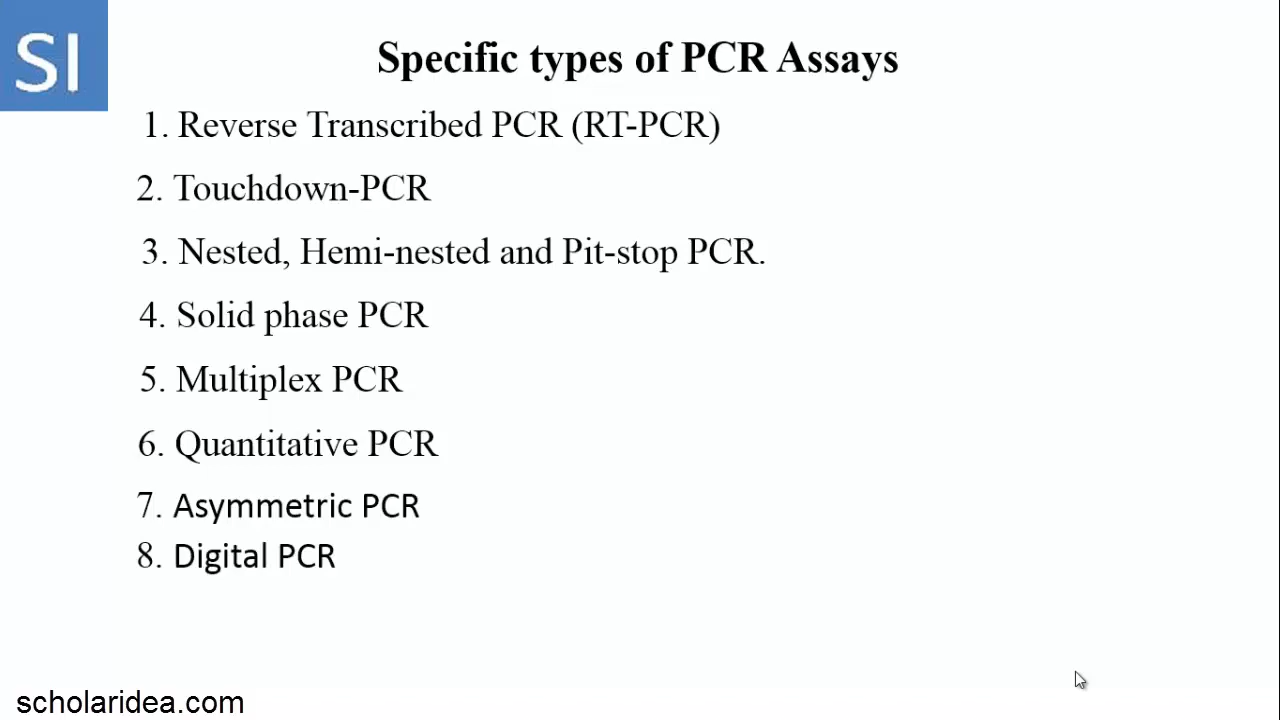 SI
Specific types of PCR Assays
1. Reverse Transcribed PCR (RT-PCR)
2. Touchdown-PCR
3. Nested, Hemi-nested and Pit-stop PCR.
4. Solid phase PCR
5. Multiplex PCR
6. Quantitative PCR
7. Asymmetric PCR
8. Digital PCR
scholaridea.com